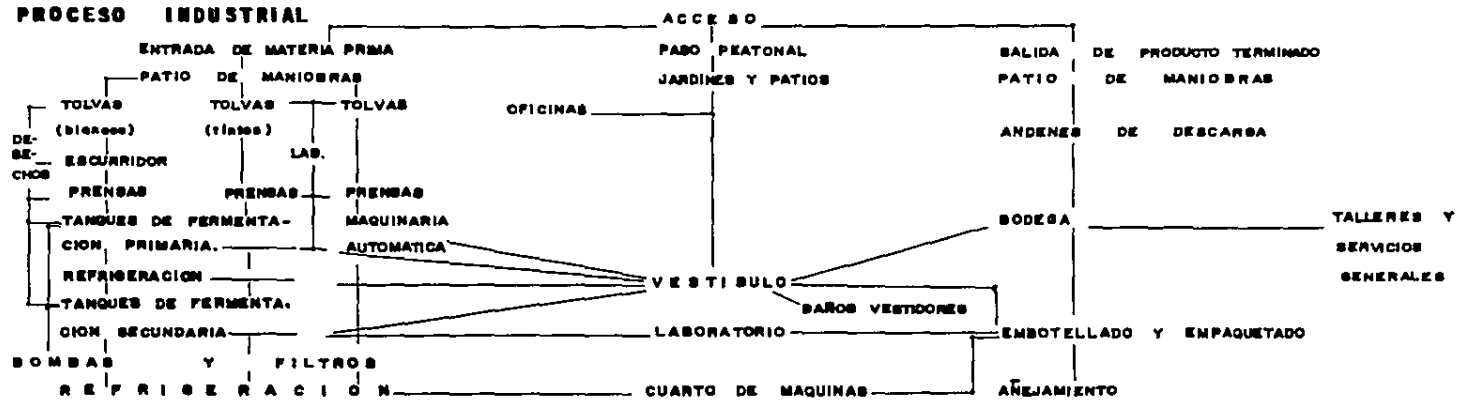 PROCESO INDUSTRIAL
ACCESO
ENTRADA DE MATERIA PRIMA
PASO PEATONAL
SALIDA DE PRODUCTO TERMINADO
PATIO DE MANIOBRAS
JARDINES Y PATIOS
PATIO DE MANIOBRAS
TOLVAS
TOLVAS
TOLVAS
OFICINAS
(blancos)
(tintos)
ANDENES DE DESCARGA
DE-
SE-
CHOS
LAB.
ESCURRIDOR
PRENSAS
PRENSAS
PRENSAS
TANQUES DE FERMENTA-
MAQUINARIA
BODEGA
TALLERES Y
CION PRIMARIA.
AUTOMATICA
SERVICIOS
REFRIGERACION
VESTIBULO
GENERALES
TANQUES DE FERMENTA.
BAÑOS VESTIDORES
CION SECUNDARIA
LABORATORIO
EMBOTELLADO Y EMPAQUETADO
BOMBAS Y FILTROS
REFRIGERACION
CUARTO DE MAQUINAS
AÑEJAMIENTO